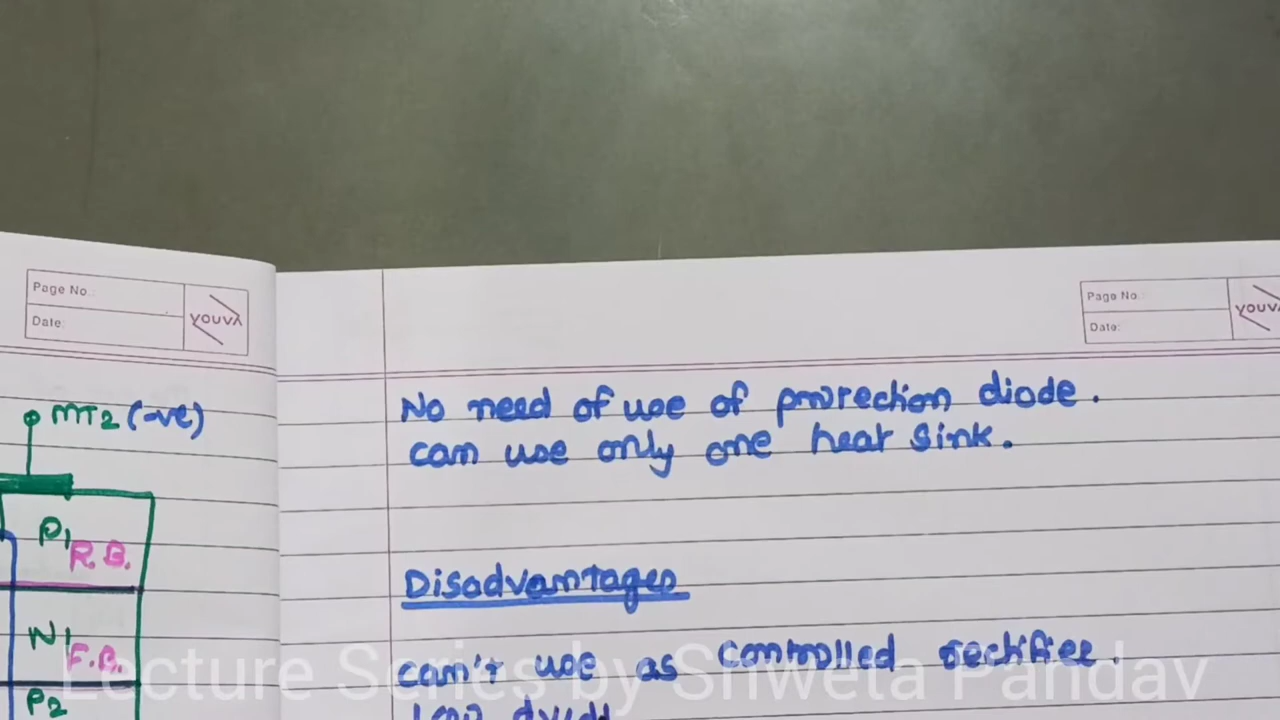 Page No.:
Date:
YOUVA
MT2 (-ve)
P1 R.B.
N1 F.B.
P2
Page No.:
Date:
YOUVA
No need of use of protection diode.
can use only one heat sink.
Disadvantages
can't use as controlled rectifier.
Lecture Series by Shweta Pandav